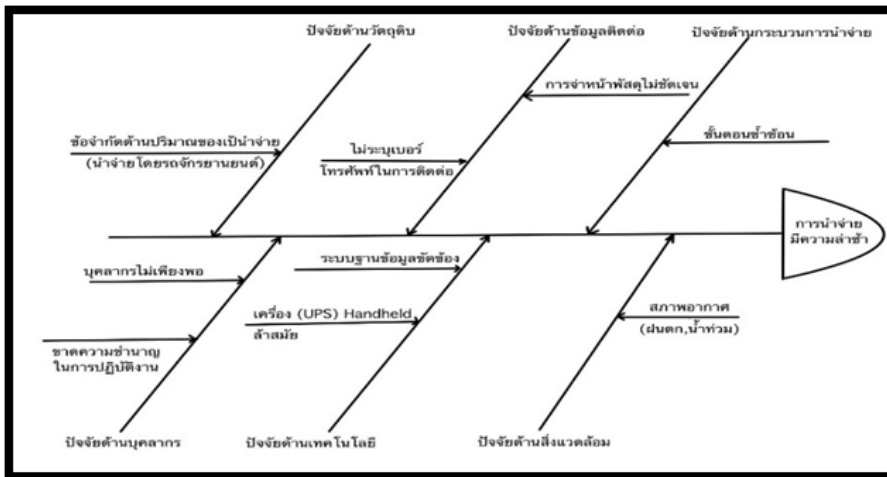 ปัจจัยด้านวัตถุดิบ
ปัจจัยด้านข้อมูลติดต่อ
ปัจจัยด้านกระบวนการนำจ่าย
การจ่าหน้าพัสดุไม่ชัดเจน
ข้อจำกัดด้านปริมาณของเป้นำจ่าย
(นำจ่ายโดยรถจักรยานยนต์)
ไม่ระบุเบอร์
โทรศัพท์ในการติดต่อ
ขั้นตอนซ้ำซ้อน
การนำจ่าย
มีความล่าช้า
บุคลากรไม่เพียงพอ
ระบบฐานข้อมูลขัดข้อง
เครื่อง (UPS) Handheld
ล้าสมัย
สภาพอากาศ
(ฝนตก,น้ำท่วม)
ขาดความชำนาญ
ในการปฏิบัติงาน
ปัจจัยด้านบุคลากร
ปัจจัยด้านเทคโนโลยี
ปัจจัยด้านสิ่งแวดล้อม